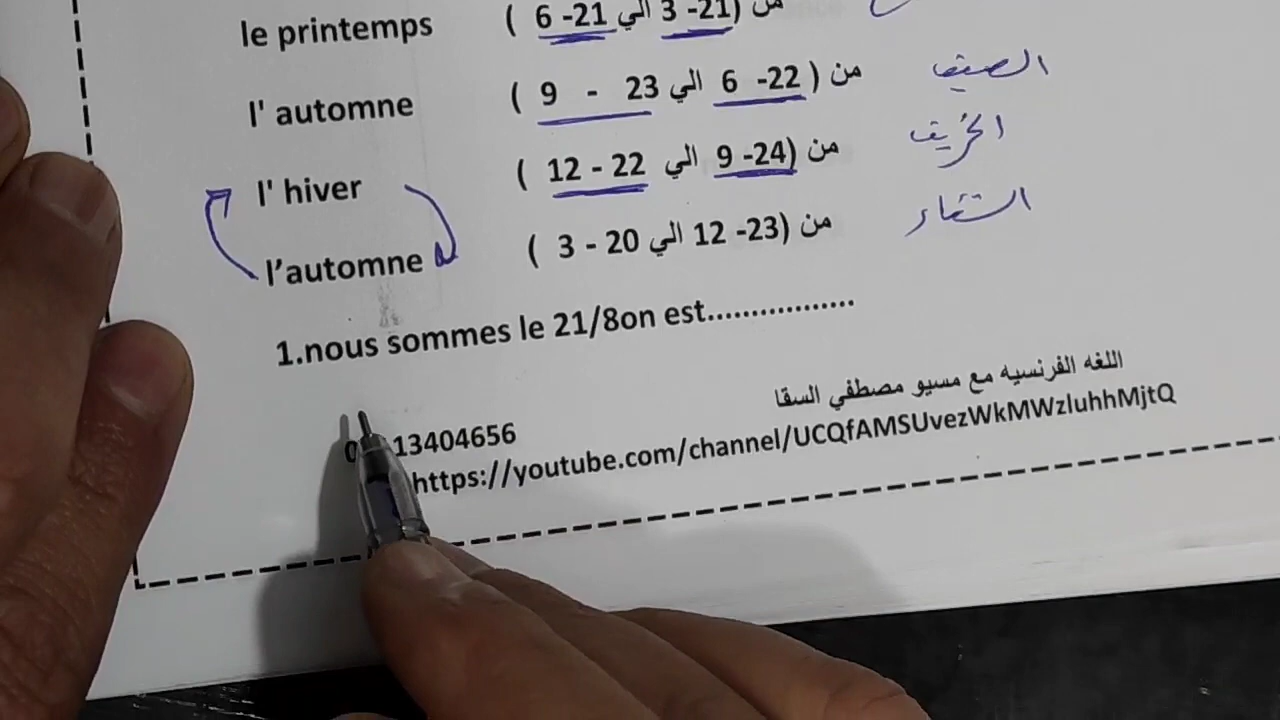 le printemps من (21- 3 الي 21- 6 )
l' automne من ( 22- 6 الي 23 - 9 ) الصيف
l' hiver من (24- 9 الي 22 - 12 ) الخريف
l’automne من (23- 12 الي 20 - 3 ) الشتاء
1.nous sommes le 21/8on est.................
اللغه الفرنسيه مع مسيو مصطفي السقا
13404656
https://youtube.com/channel/UCQfAMSUvezWkMWzluhhMjtQ